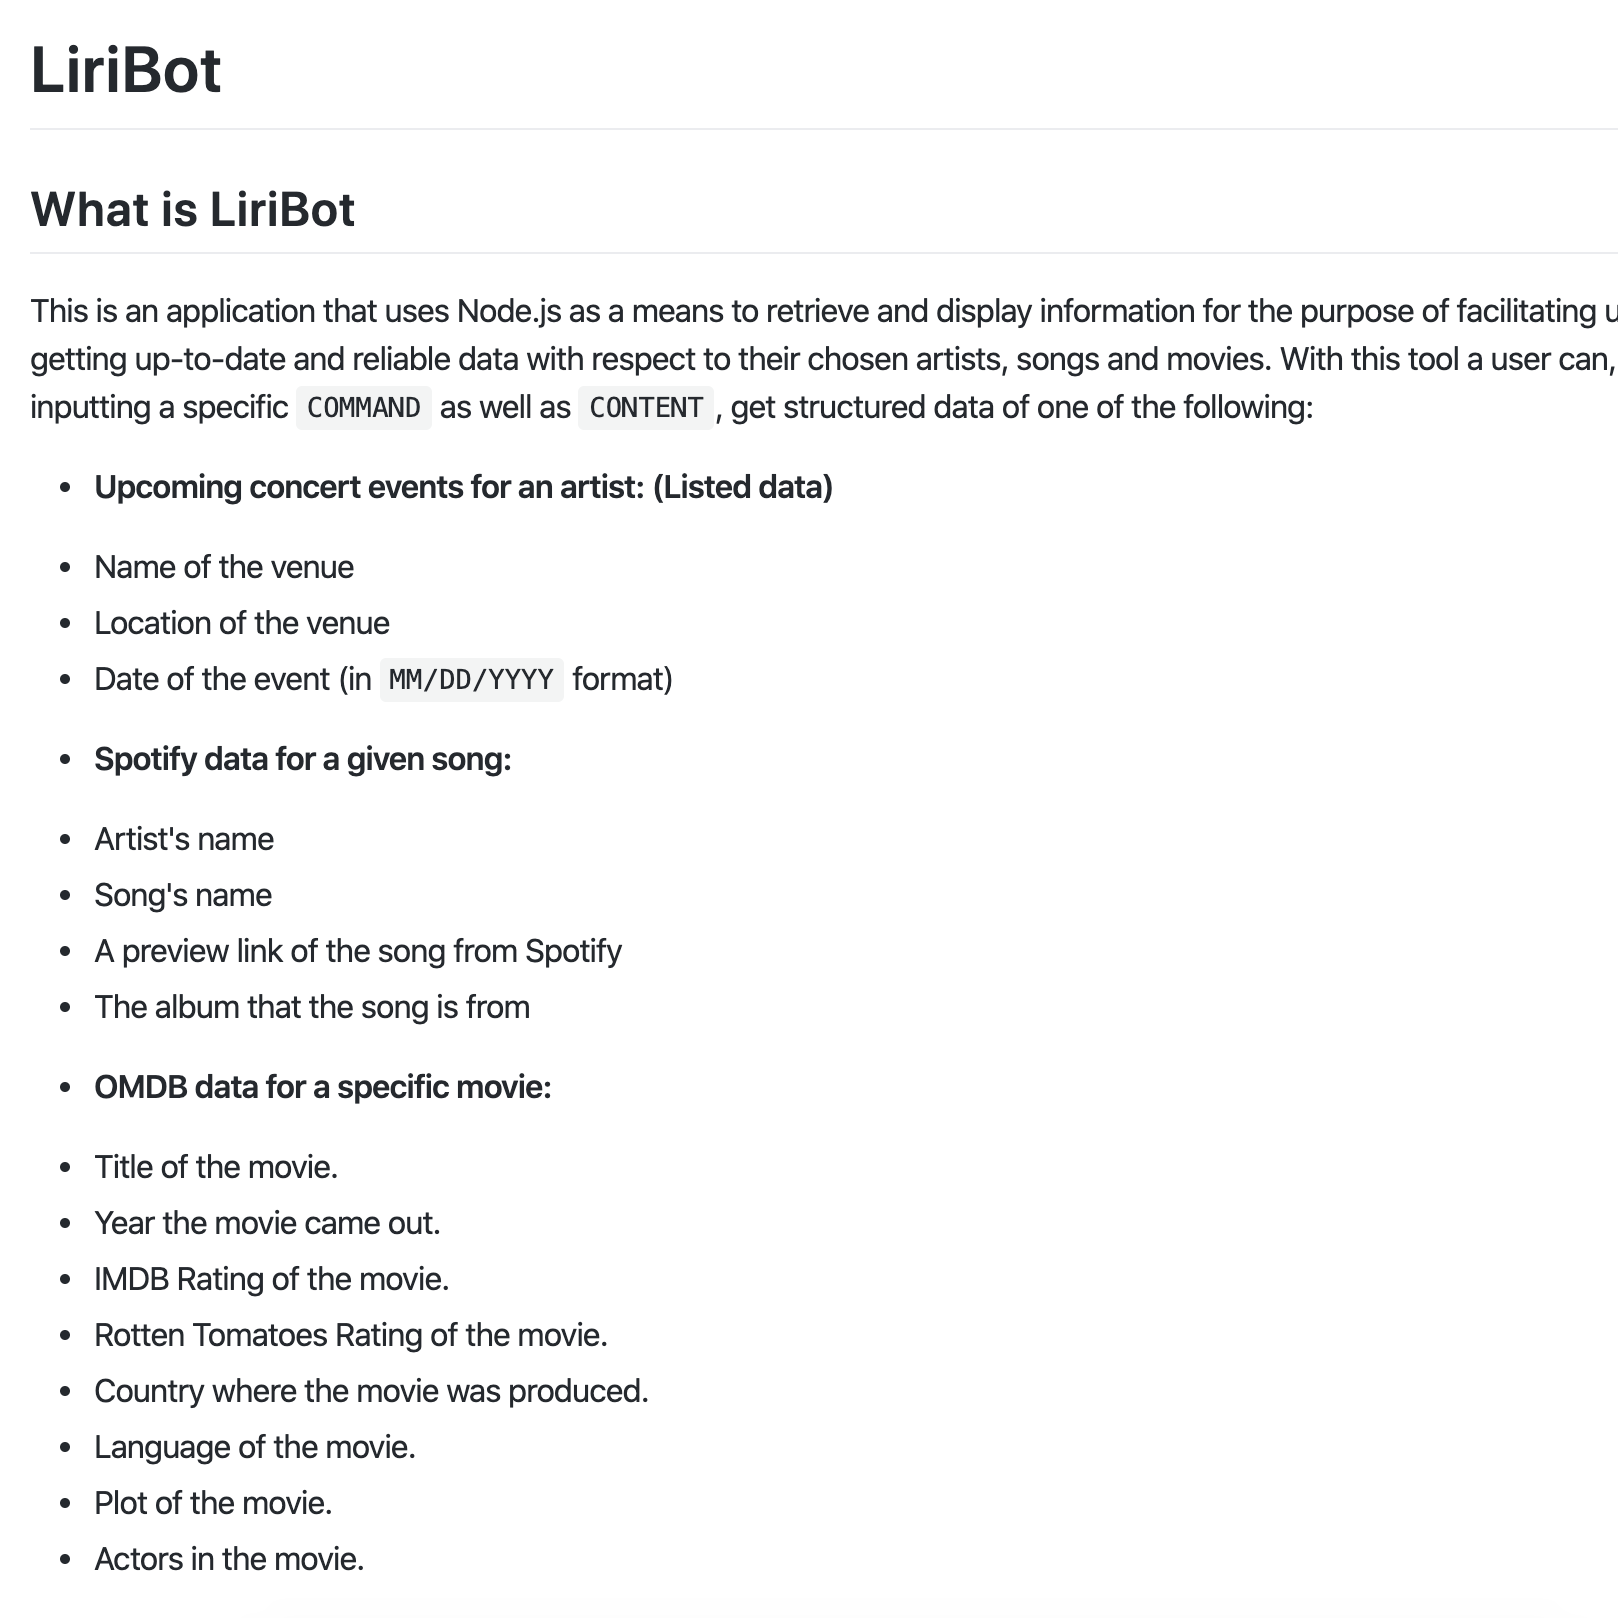 LiriBot
What is LiriBot
This is an application that uses Node.js as a means to retrieve and display information for the purpose of facilitating
getting up-to-date and reliable data with respect to their chosen artists, songs and movies. With this tool a user can,
inputting a specific COMMAND as well as CONTENT, get structured data of one of the following:
• Upcoming concert events for an artist: (Listed data)
• Name of the venue
• Location of the venue
• Date of the event (in MM/DD/YYYY format)
• Spotify data for a given song:
• Artist's name
• Song's name
• A preview link of the song from Spotify
• The album that the song is from
• OMDB data for a specific movie:
• Title of the movie.
• Year the movie came out.
• IMDB Rating of the movie.
• Rotten Tomatoes Rating of the movie.
• Country where the movie was produced.
• Language of the movie.
• Plot of the movie.
• Actors in the movie.